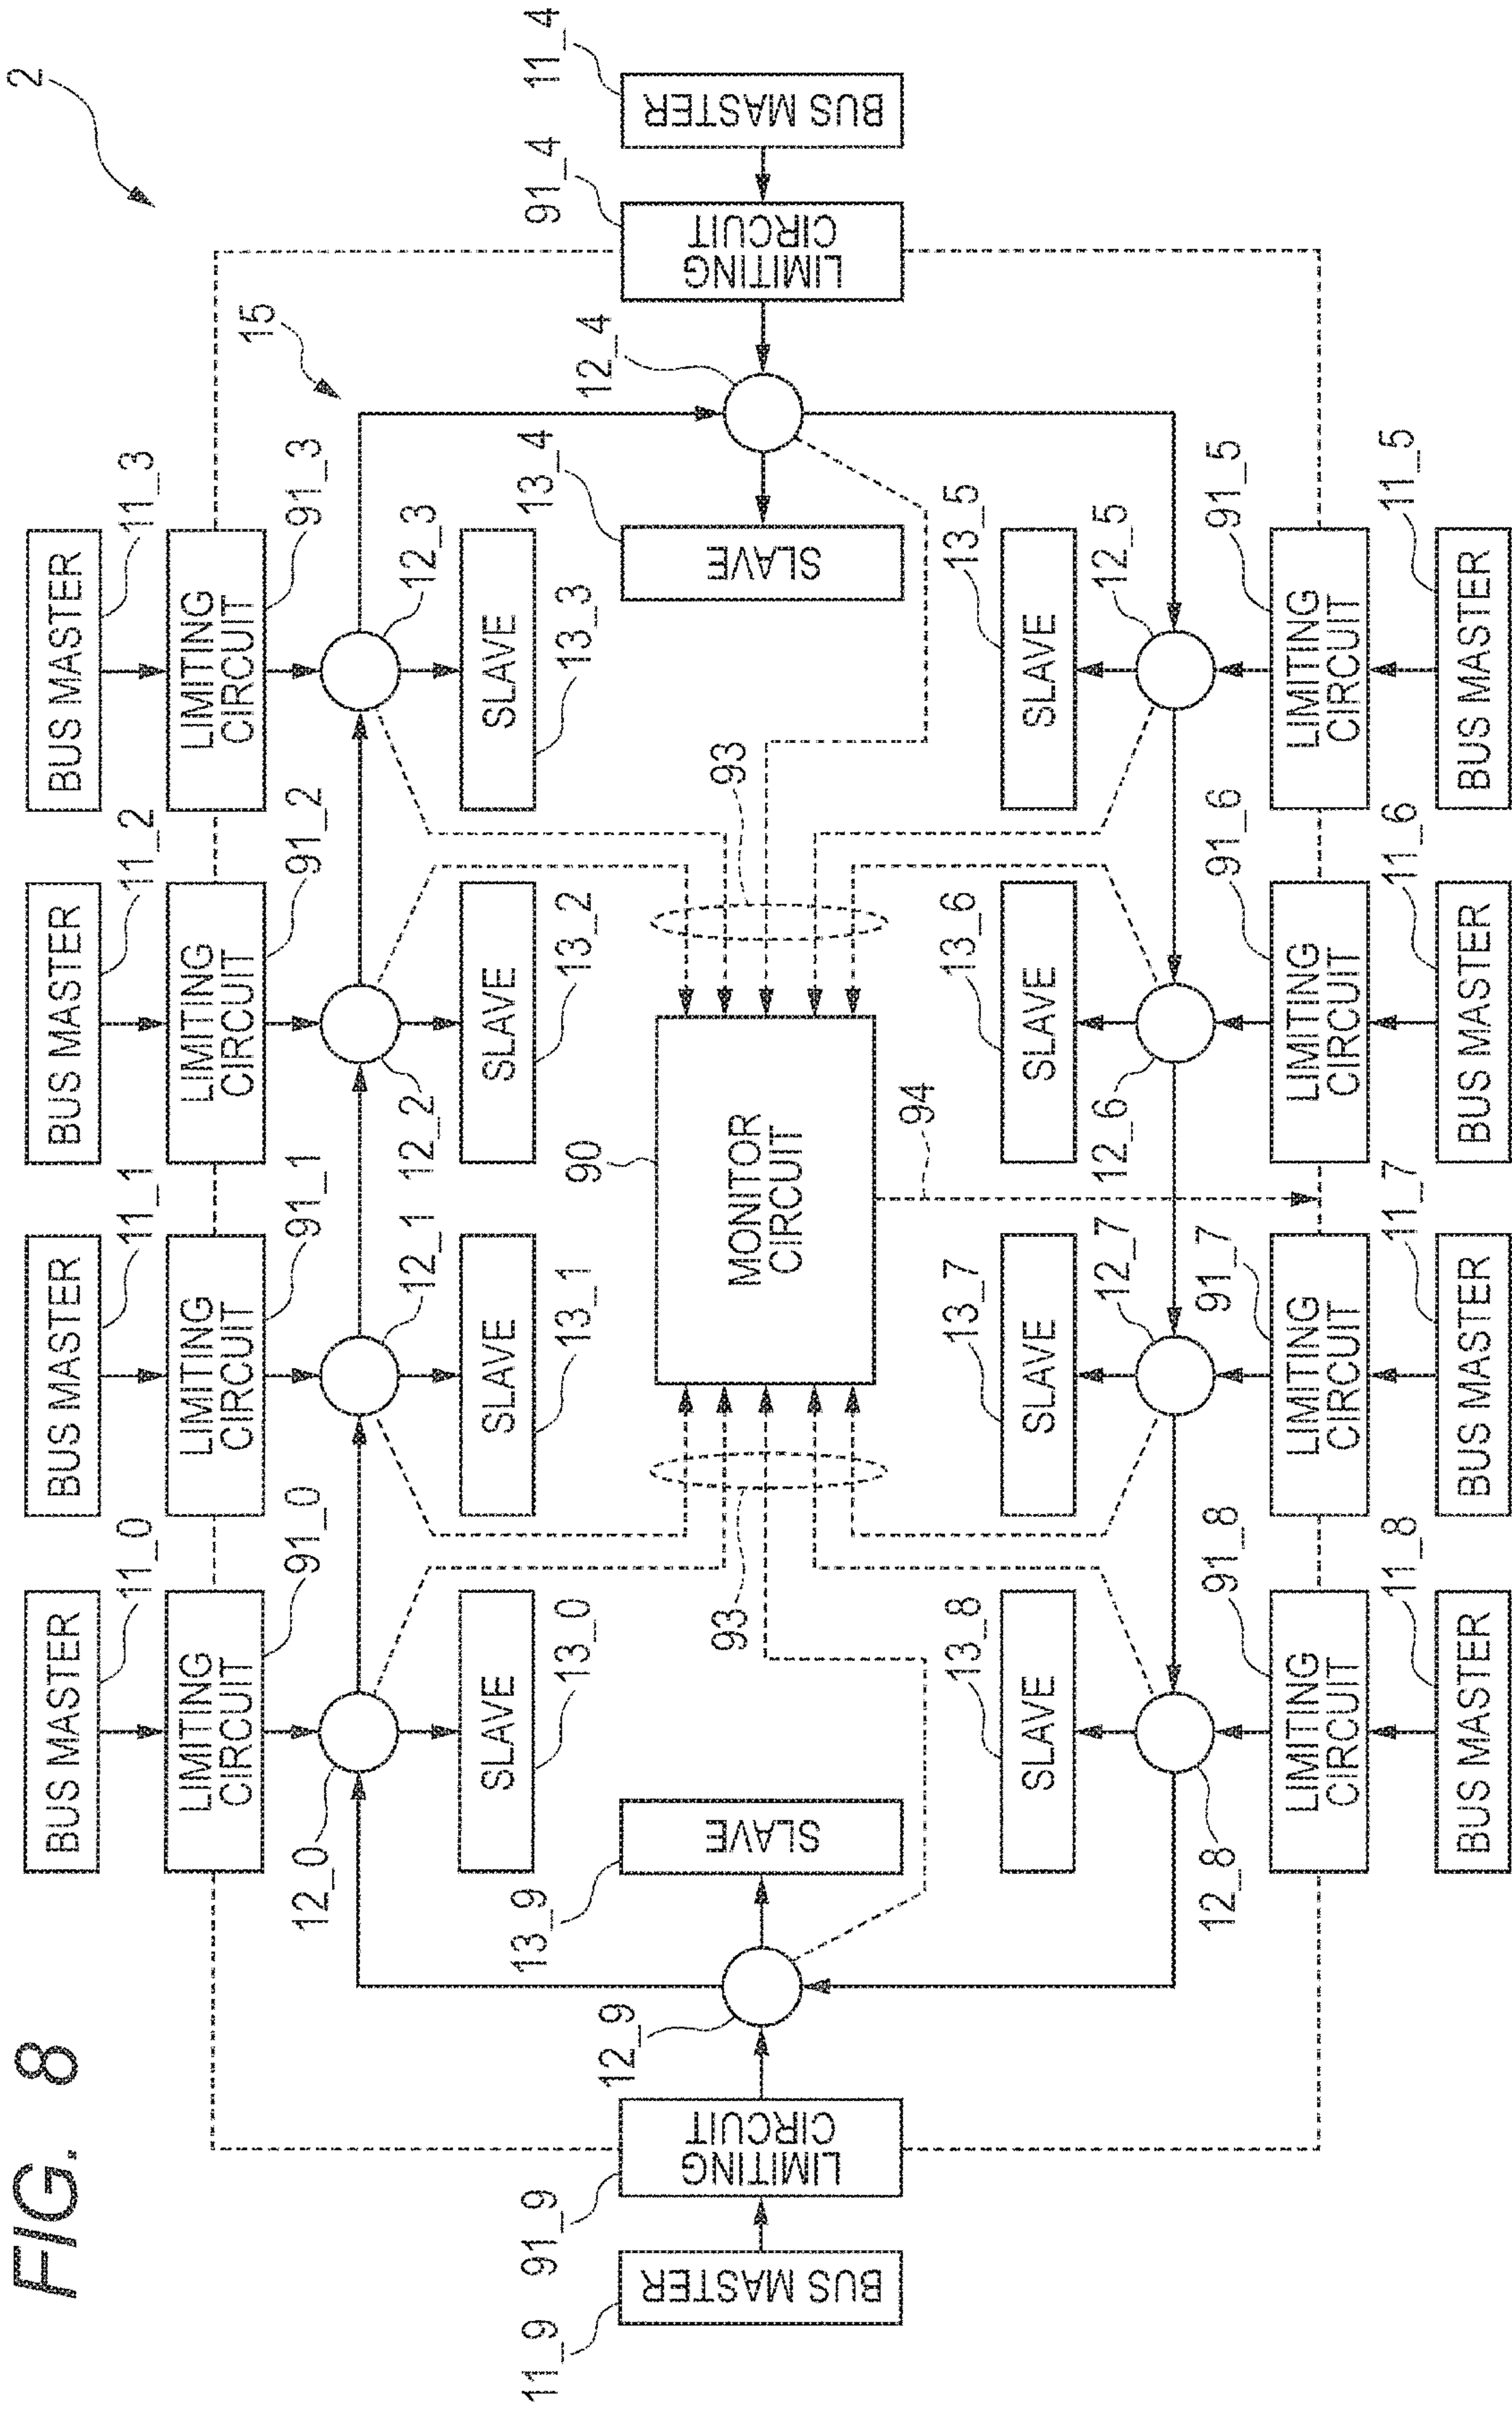 FIG. 8
2
15
BUS MASTER
11_0
BUS MASTER
11_1
BUS MASTER
11_2
BUS MASTER
11_3
LIMITING
CIRCUIT
91_0
LIMITING
CIRCUIT
91_1
LIMITING
CIRCUIT
91_2
LIMITING
CIRCUIT
91_3
12_0
12_1
12_2
12_3
SLAVE
13_0
SLAVE
13_1
SLAVE
13_2
SLAVE
13_3
11_9
BUS MASTER
91_9
LIMITING
CIRCUIT
12_9
13_9
SLAVE
93
90
MONITOR
CIRCUIT
93
94
13_4
SLAVE
12_4
91_4
LIMITING
CIRCUIT
11_4
BUS MASTER
SLAVE
13_8
SLAVE
13_7
SLAVE
13_6
SLAVE
13_5
12_8
12_7
12_6
12_5
LIMITING
CIRCUIT
91_8
LIMITING
CIRCUIT
91_7
LIMITING
CIRCUIT
91_6
LIMITING
CIRCUIT
91_5
BUS MASTER
11_8
BUS MASTER
11_7
BUS MASTER
11_6
BUS MASTER
11_5